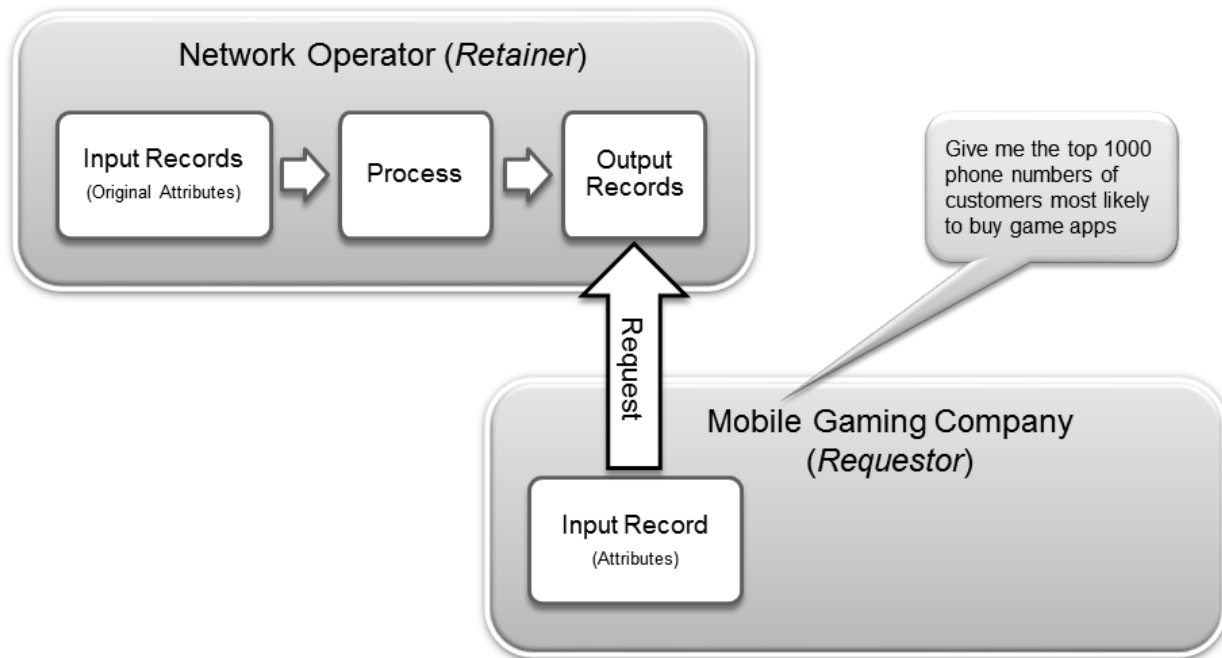 Network Operator (Retainer)
Input Records
(Original Attributes)
Process
Output
Records
Give me the top 1000
phone numbers of
customers most likely
to buy game apps
Request
Mobile Gaming Company
(Requestor)
Input Record
(Attributes)